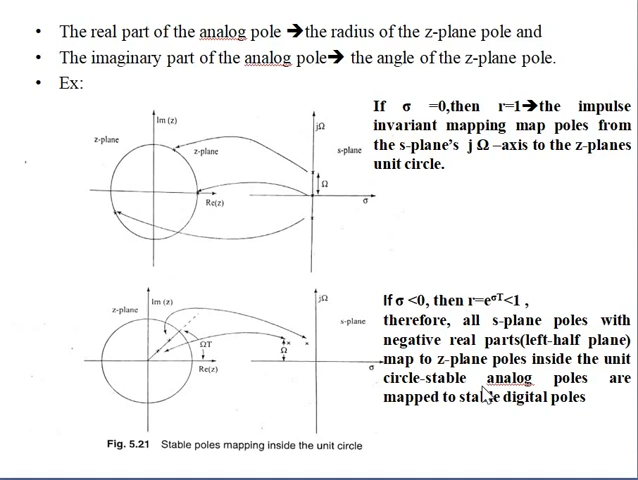 • The real part of the analog pole ➔the radius of the z-plane pole and
• The imaginary part of the analog pole➔ the angle of the z-plane pole.
• Ex:
If σ =0,then r=1➔the impulse
invariant mapping map poles from
the s-plane's j Ω –axis to the z-planes
unit circle.
Im (z)
z-plane
z-plane
Re(z)
jΩ
s-plane
Ω
σ
If σ <0, then r=e^σT<1 ,
therefore, all s-plane poles with
negative real parts(left-half plane)
map to z-plane poles inside the unit
circle-stable analog poles are
mapped to stable digital poles
Im (z)
z-plane
ΩT
Re(z)
jΩ
s-plane
Ω
σ
Fig. 5.21 Stable poles mapping inside the unit circle